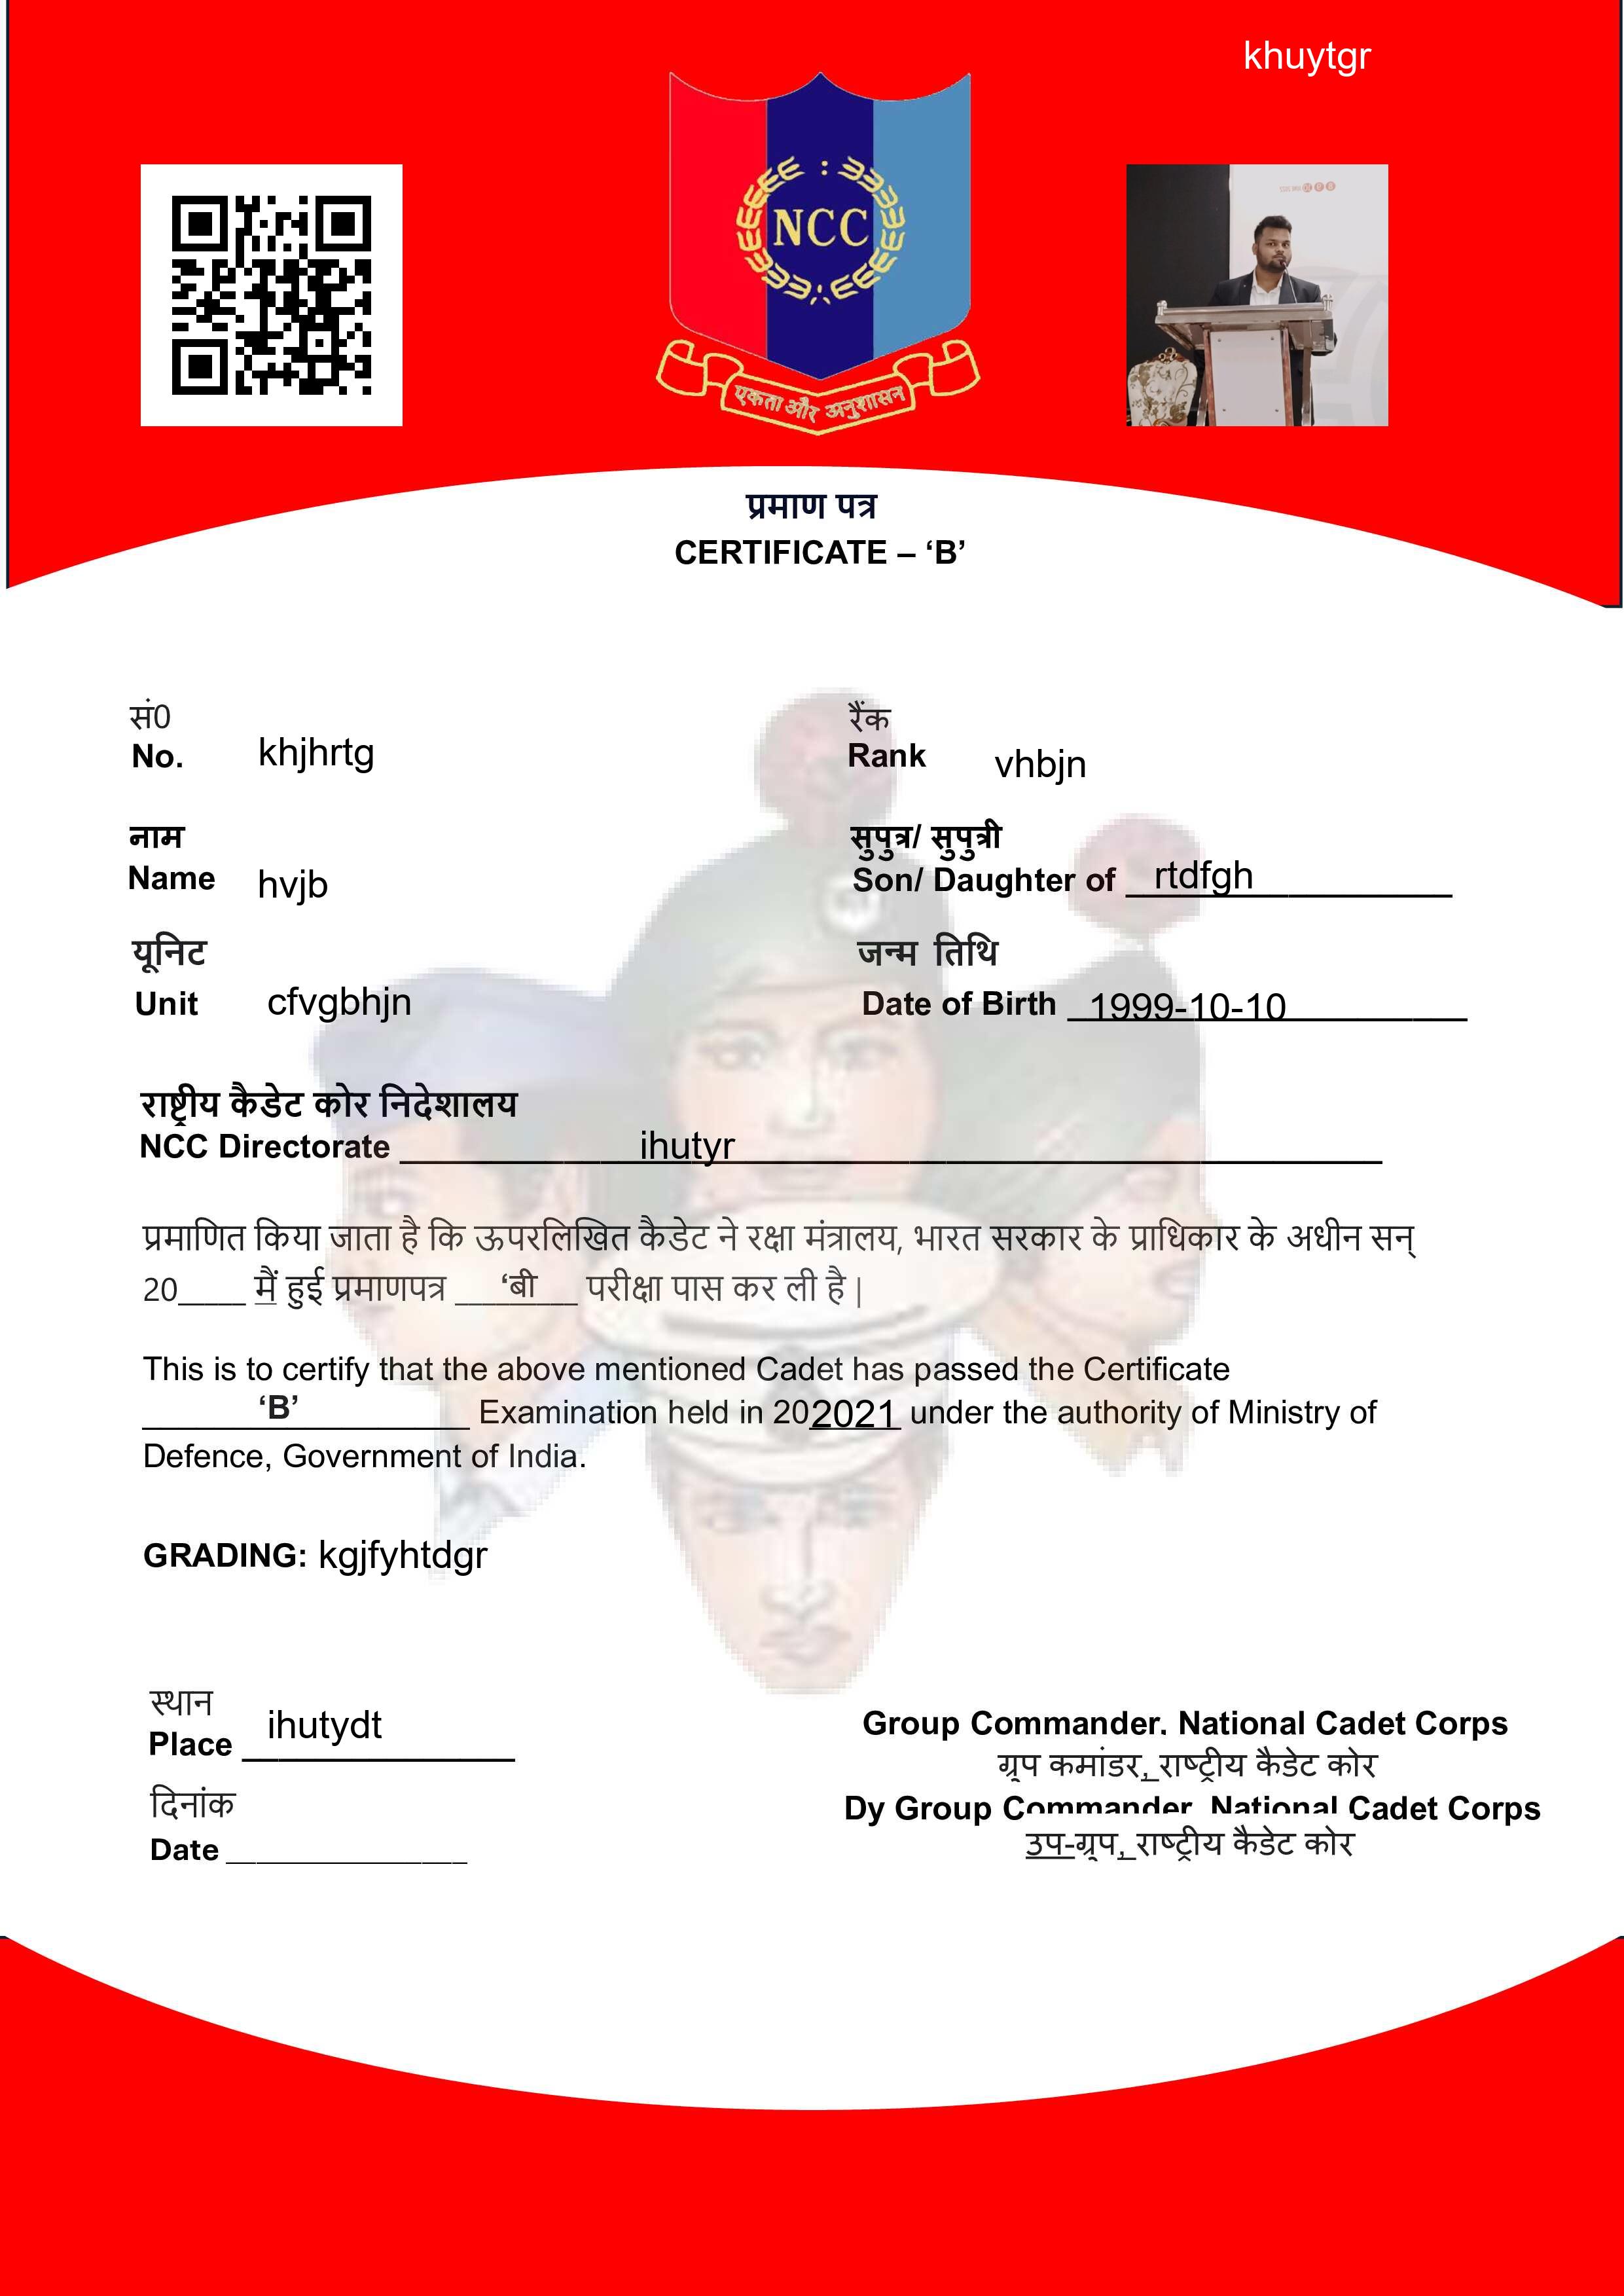 khuytgr
NCC
एकता और अनुशासन
प्रमाण पत्र
CERTIFICATE – ‘B’
सं0 रैंक
No. khjhrtg Rank vhbjn
नाम सुपुत्र/ सुपुत्री
Name hvjb Son/ Daughter of rtdfgh
यूनिट जन्म तिथि
Unit cfvgbhjn Date of Birth 1999-10-10
राष्ट्रीय कैडेट कोर निदेशालय
NCC Directorate ihutyr
प्रमाणित किया जाता है कि ऊपरलिखित कैडेट ने रक्षा मंत्रालय, भारत सरकार के प्राधिकार के अधीन सन्
20____ मैं हुई प्रमाणपत्र ‘बी परीक्षा पास कर ली है |
This is to certify that the above mentioned Cadet has passed the Certificate
‘B’ Examination held in 202021 under the authority of Ministry of
Defence, Government of India.
GRADING: kgjfyhtdgr
स्थान
Place ihutydt
दिनांक
Date ________________
Group Commander, National Cadet Corps
ग्रुप कमांडर, राष्ट्रीय कैडेट कोर
Dy Group Commander, National Cadet Corps
उप-ग्रुप, राष्ट्रीय कैडेट कोर